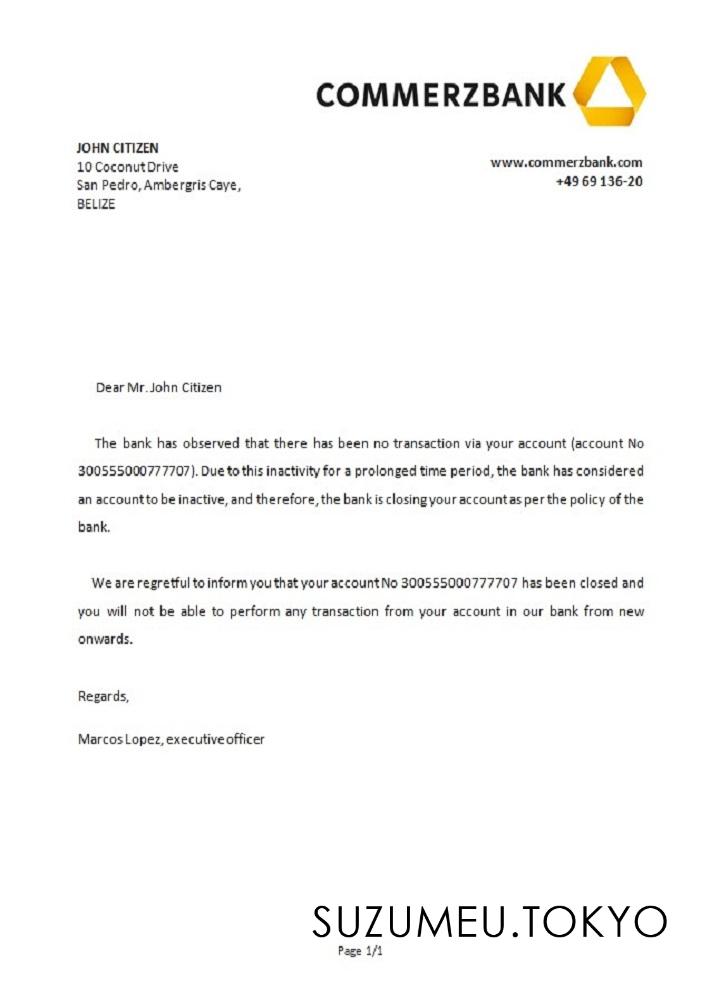 COMMERZBANK
JOHN CITIZEN
10 Coconut Drive
San Pedro, Ambergris Caye,
BELIZE
www.commerzbank.com
+49 69 136-20
Dear Mr. John Citizen
The bank has observed that there has been no transaction via your account (account No
300555000777707). Due to this inactivity for a prolonged time period, the bank has considered
an account to be inactive, and therefore, the bank is closing your account as per the policy of the
bank.
We are regretful to inform you that your account No 300555000777707 has been closed and
you will not be able to perform any transaction from your account in our bank from new
onwards.
Regards,
Marcos Lopez, executive officer
SUZUMEU.TOKYO
Page 1/1